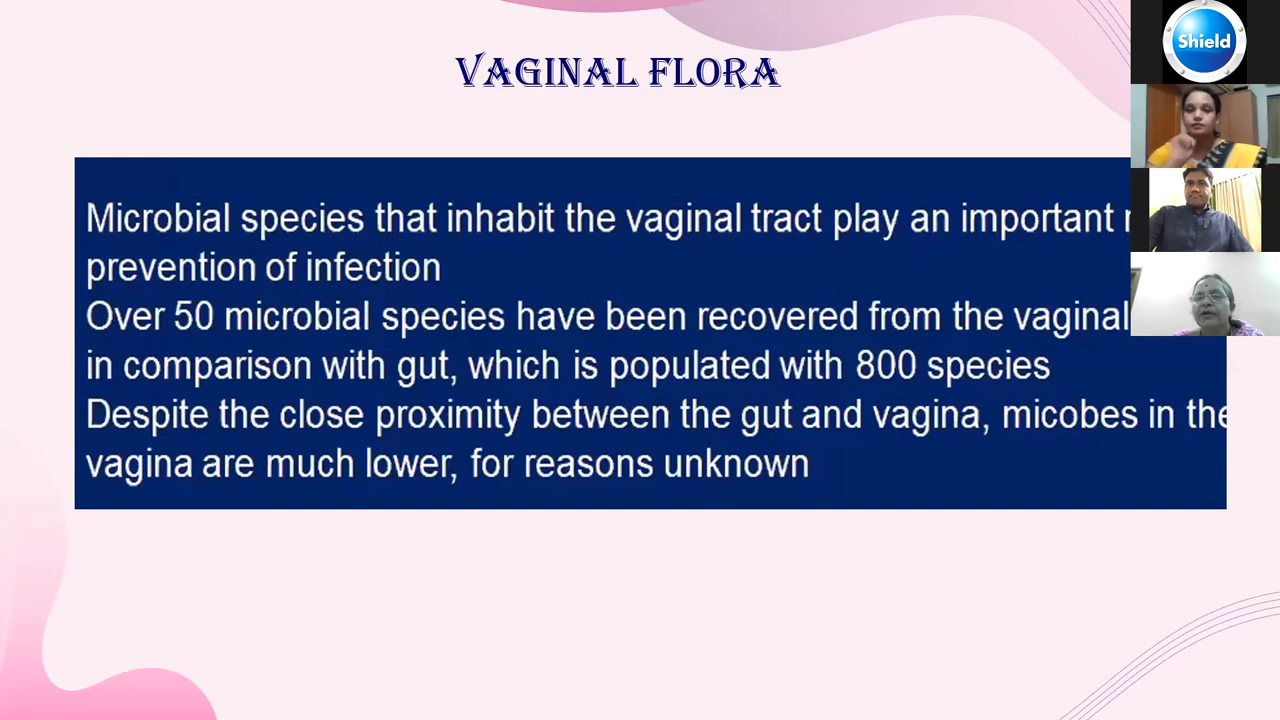 VAGINAL FLORA
Shield
Microbial species that inhabit the vaginal tract play an important
prevention of infection
Over 50 microbial species have been recovered from the vaginal
in comparison with gut, which is populated with 800 species
Despite the close proximity between the gut and vagina, micobes in the
vagina are much lower, for reasons unknown